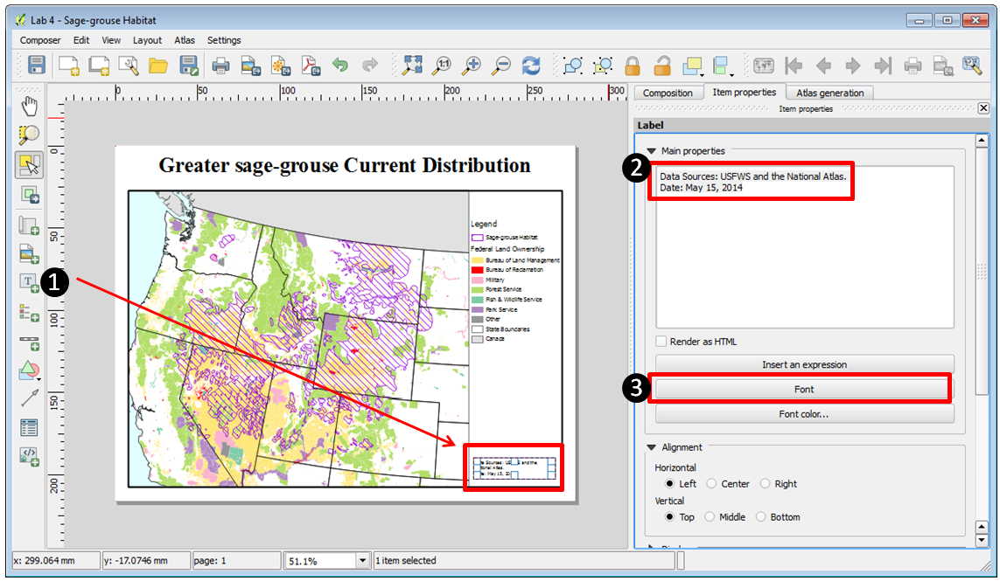 Lab 4 - Sage-grouse Habitat
Composer Edit View Layout Atlas Settings
1:1
0 50 100 150 200 250 300
Composition Item properties Atlas generation
Item properties
Label
Main properties
2
Data Sources: USFWS and the National Atlas.
Date: May 15, 2014
Render as HTML
Insert an expression
3
Font
Font color...
Alignment
Horizontal
Left Center Right
Vertical
Top Middle Bottom
0
50
100
150
200
T
1
Greater sage-grouse Current Distribution
Legend
Sage-grouse Habitat
Federal Land Ownership
Bureau of Land Management
Bureau of Reclamation
Military
Forest Service
Fish & Wildlife Service
Park Service
Other
State Boundaries
Canada
Sources: US S and the
Atlas.
May 15, 20
x: 299.064 mm y: -17.0746 mm page: 1 51.1% 1 item selected